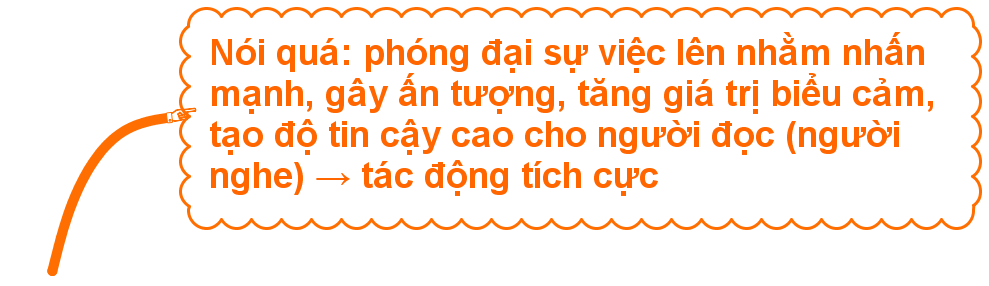 Nói quá: phóng đại sự việc lên nhằm nhấn
mạnh, gây ấn tượng, tăng giá trị biểu cảm,
tạo độ tin cậy cao cho người đọc (người
nghe) → tác động tích cực